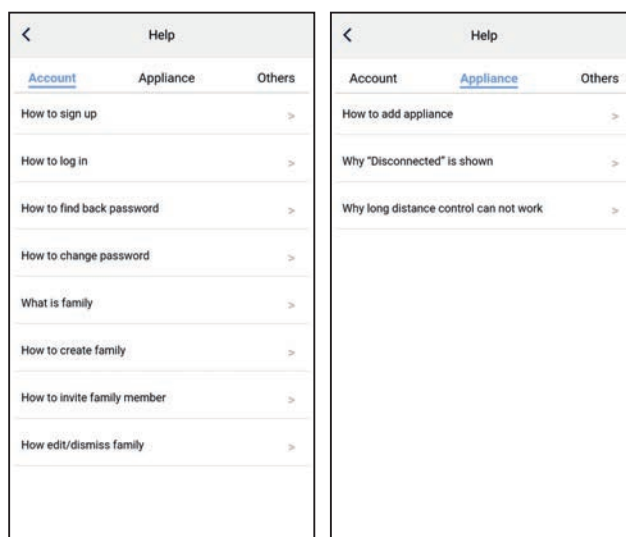 Help
Account Appliance Others
How to sign up >
How to log in >
How to find back password >
How to change password >
What is family >
How to create family >
How to invite family member >
How edit/dismiss family >
Help
Account Appliance Others
How to add appliance >
Why "Disconnected" is shown >
Why long distance control can not work >